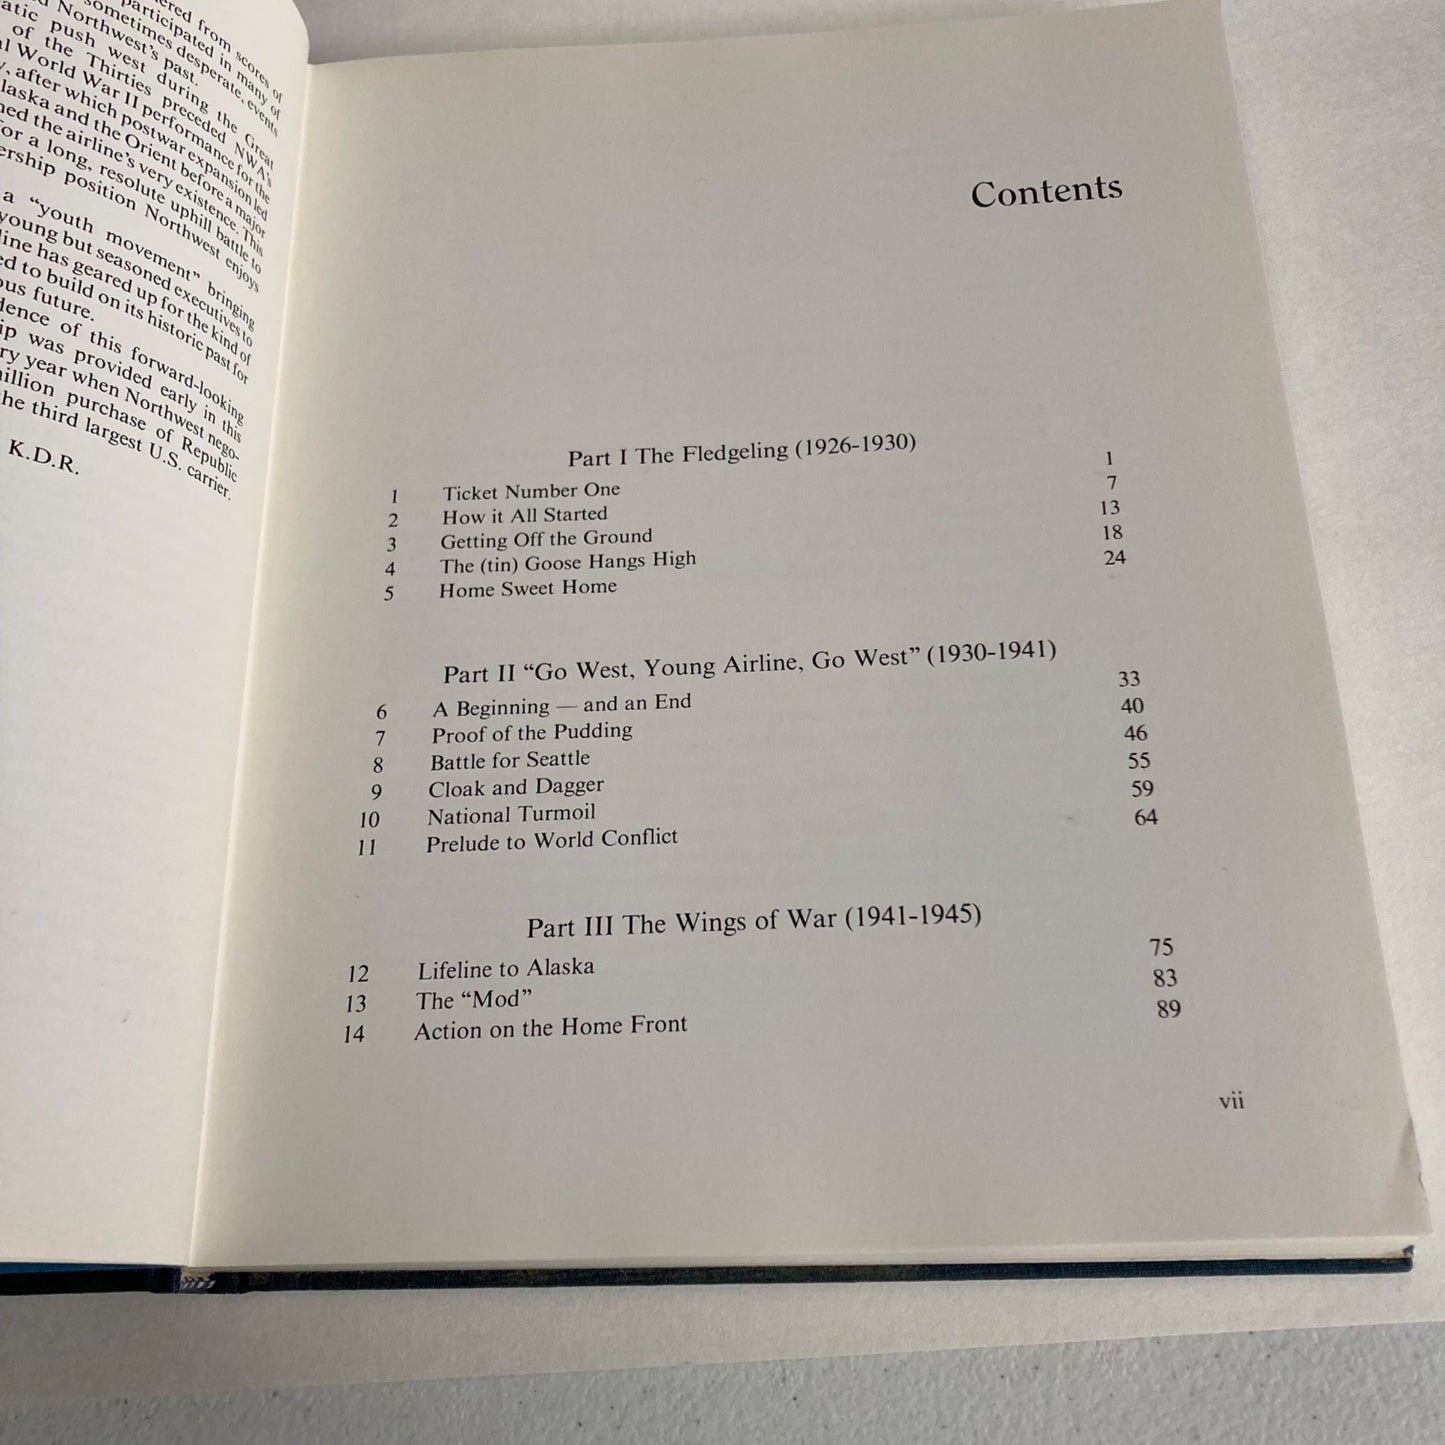 ered from scores of
participated in many of
sometimes desperate, events
Northwest's past.
atic push west during the Great
of the Thirties preceded NWA's
al World War II performance for the
y, after which postwar expansion led
laska and the Orient before a major
ned the airline's very existence. This
for a long, resolute uphill battle to
ership position Northwest enjoys
a “youth movement” bringing
young but seasoned executives to
line has geared up for the kind of
ed to build on its historic past for
ous future.
dence of this forward-looking
ip was provided early in this
ry year when Northwest nego-
illion purchase of Republic
he third largest U.S. carrier.
K.D.R.
Contents
Part I The Fledgeling (1926-1930)
1 Ticket Number One 1
2 How it All Started 7
3 Getting Off the Ground 13
4 The (tin) Goose Hangs High 18
5 Home Sweet Home 24
Part II “Go West, Young Airline, Go West” (1930-1941)
6 A Beginning — and an End 33
7 Proof of the Pudding 40
8 Battle for Seattle 46
9 Cloak and Dagger 55
10 National Turmoil 59
11 Prelude to World Conflict 64
Part III The Wings of War (1941-1945)
12 Lifeline to Alaska 75
13 The “Mod” 83
14 Action on the Home Front 89
vii